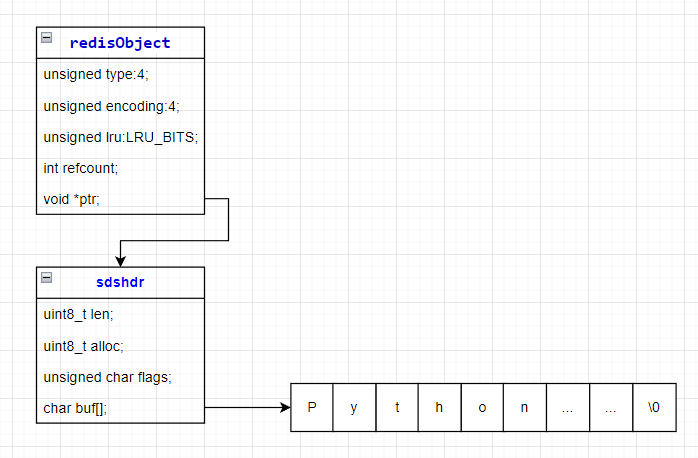 redisObject
unsigned type:4;
unsigned encoding:4;
unsigned lru:LRU_BITS;
int refcount;
void *ptr;
sdshdr
uint8_t len;
uint8_t alloc;
unsigned char flags;
char buf[];
P y t h o n ... ... \0